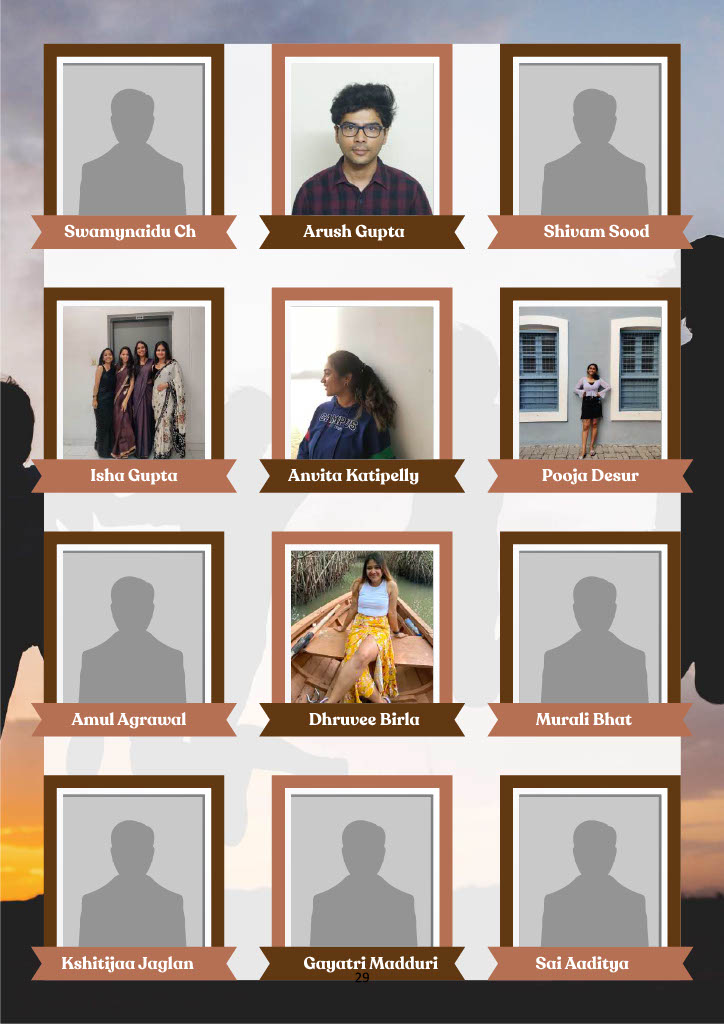 Swamynaidu Ch
Arush Gupta
Shivam Sood
Isha Gupta
CAMPUS
Anvita Katipelly
Pooja Desur
Amul Agrawal
Dhruvee Birla
Murali Bhat
Kshitijaa Jaglan
Gayatri Madduri
Sai Aaditya
29